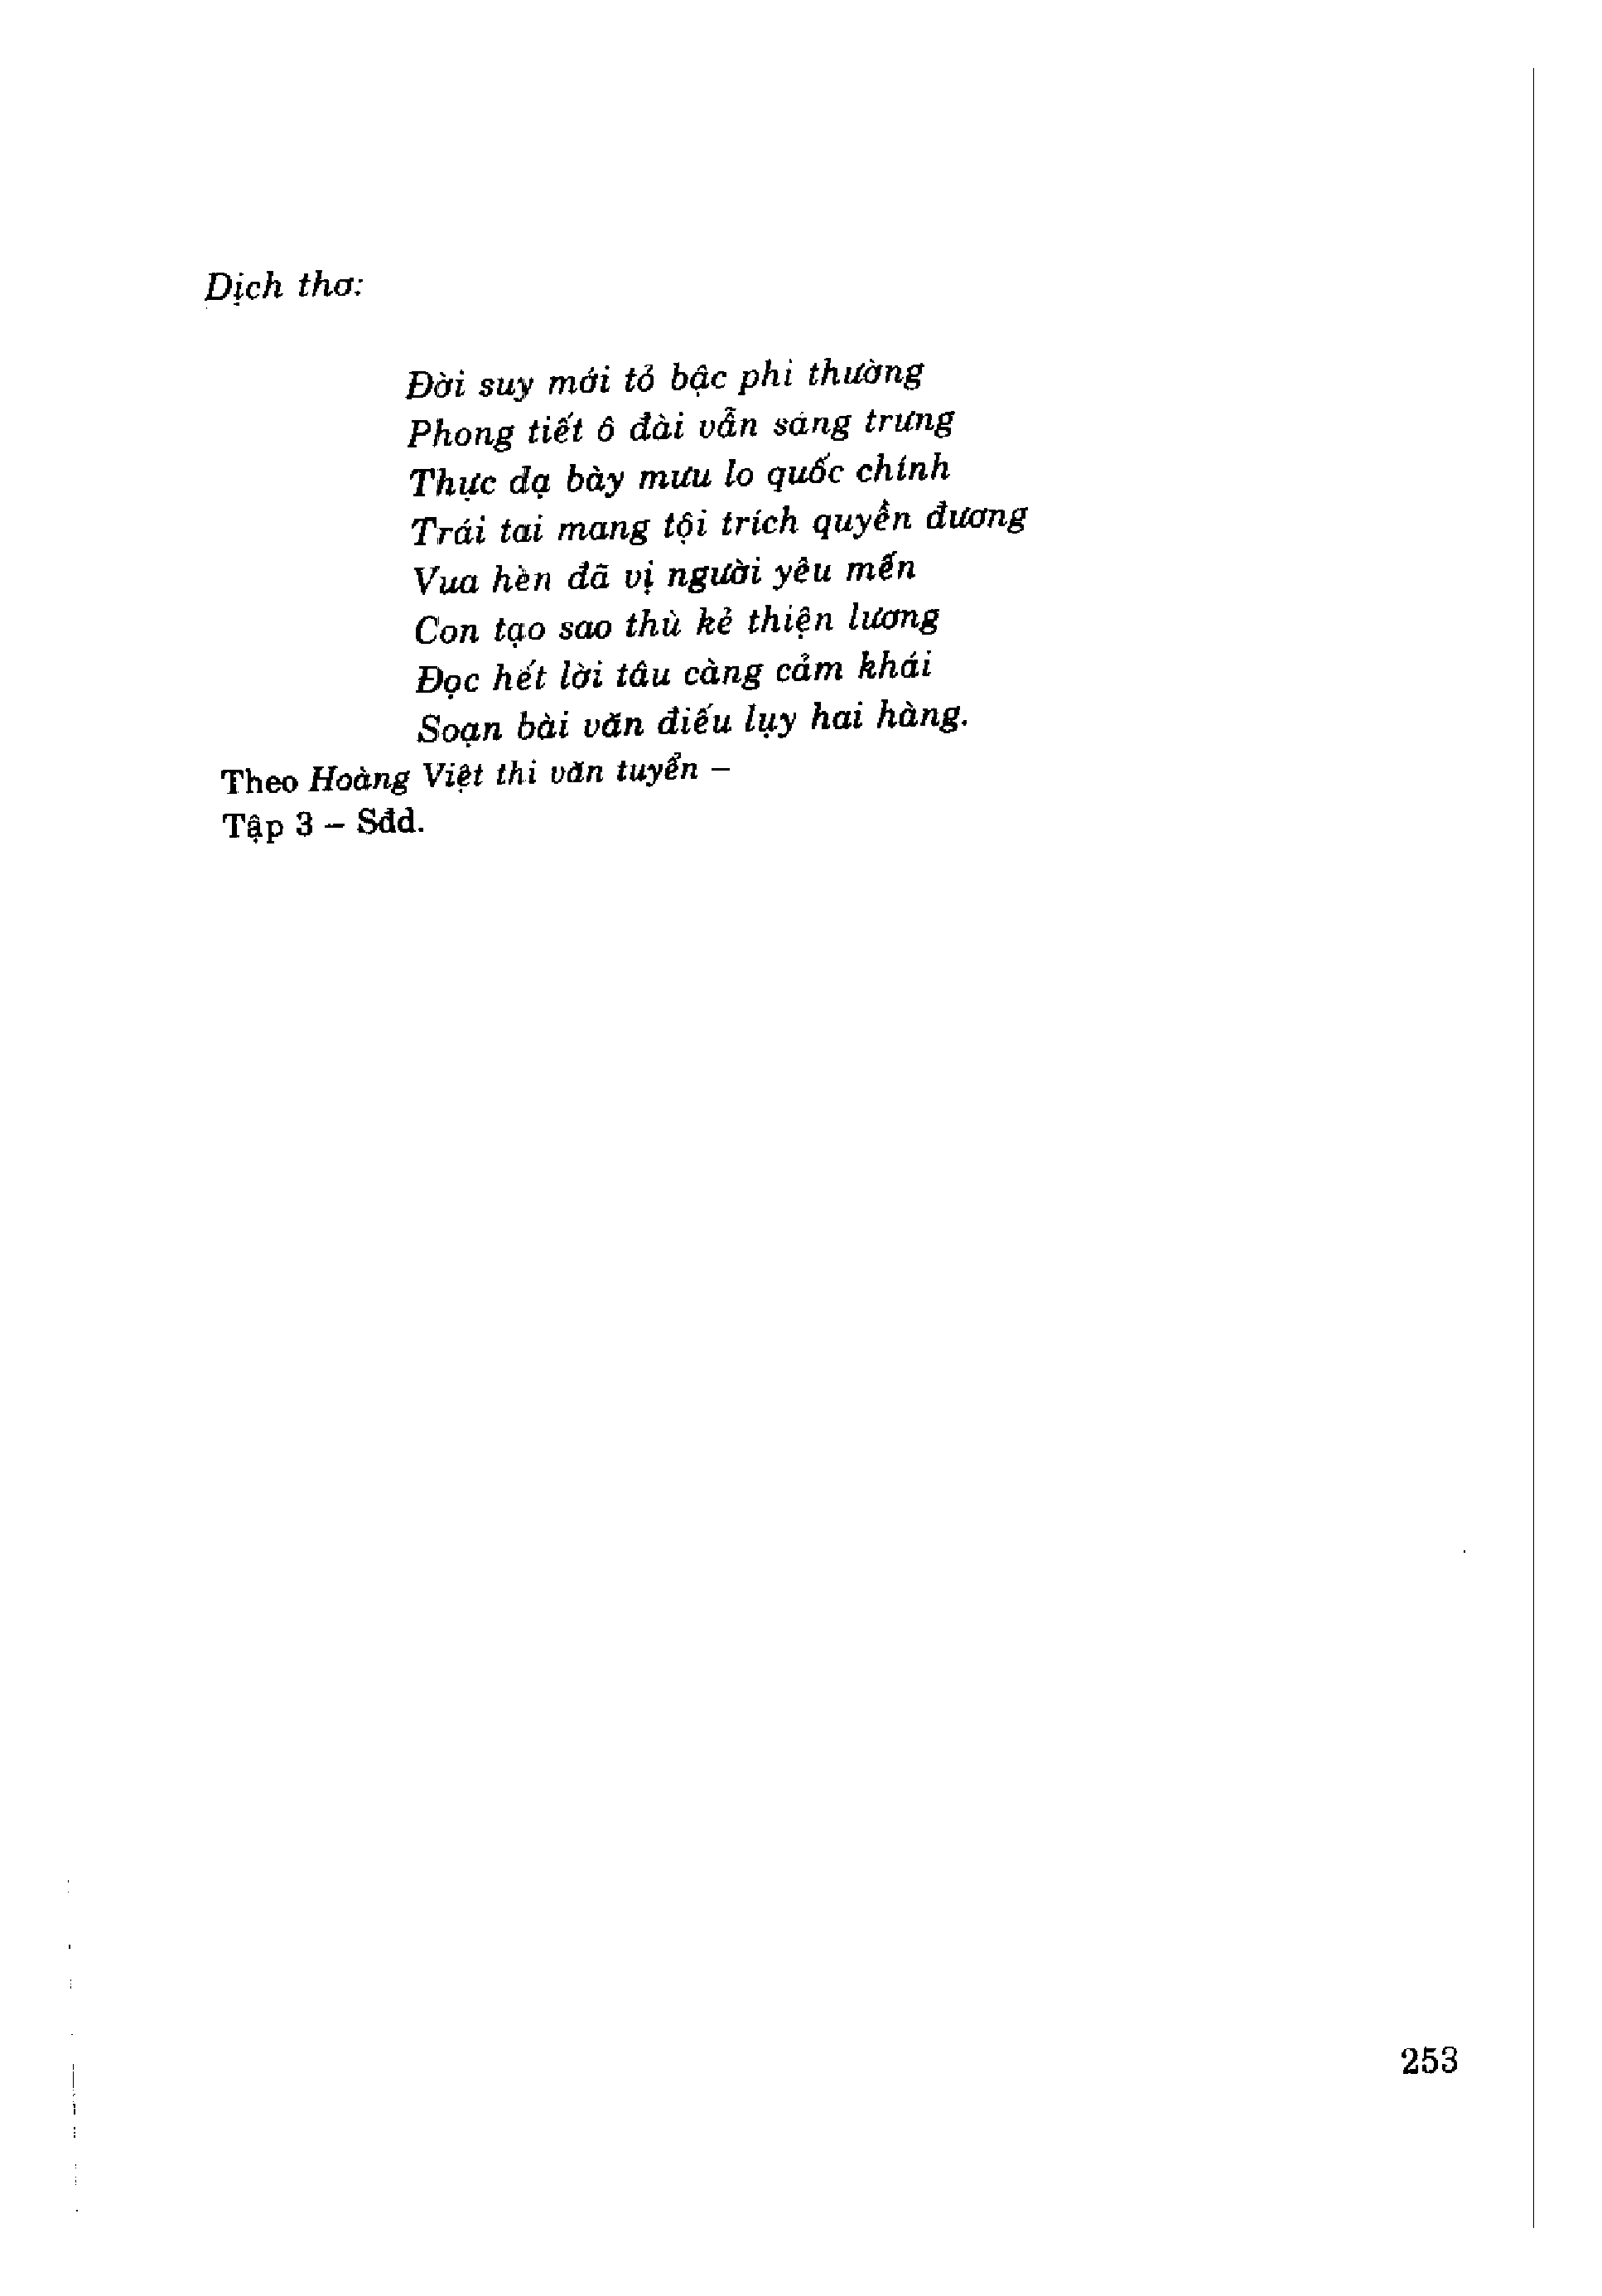 Dịch thơ:
Đời suy mới tỏ bậc phi thường
Phong tiết ô đài vẫn sáng trưng
Thực dạ bày mưu lo quốc chính
Trái tai mang tội trích quyền đương
Vua hèn đã vị người yêu mến
Con tạo sao thù kẻ thiện lương
Đọc hết lời tâu càng cảm khái
Soạn bài văn điếu lụy hai hàng.
Theo Hoàng Việt thi văn tuyển –
Tập 3 – Sđd.
253